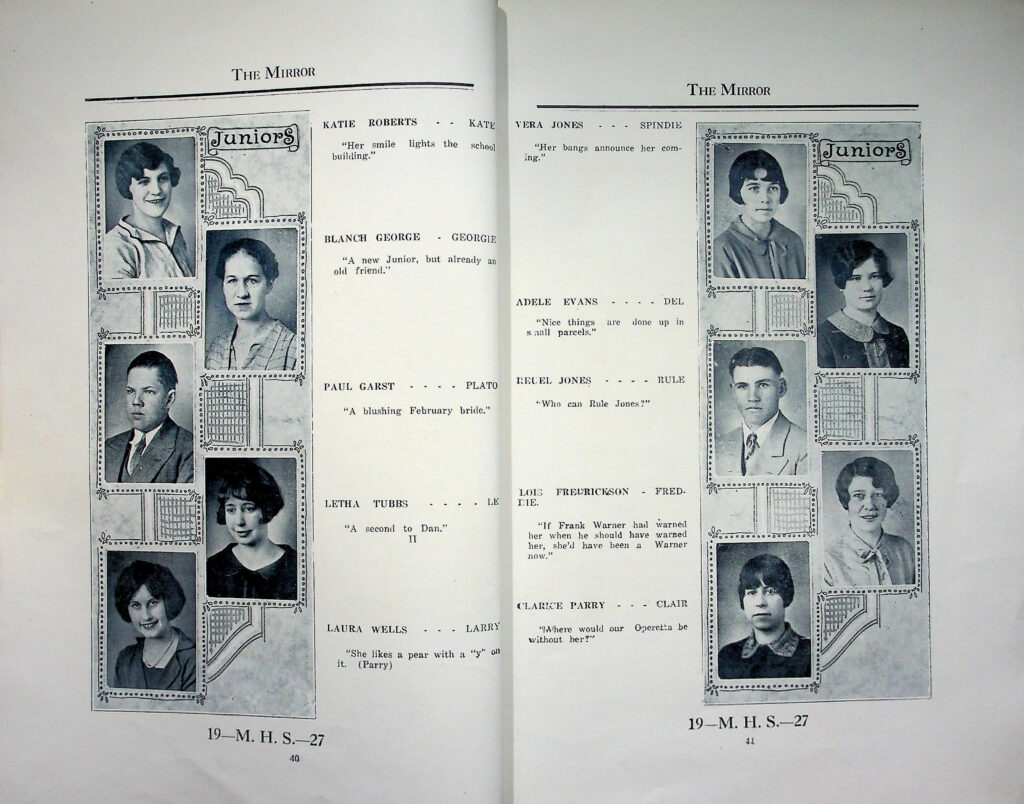 THE MIRROR
JUNIORS
KATIE ROBERTS - - KATE
"Her smile lights the school
building."
BLANCH GEORGE - GEORGIE
"A new Junior, but already an
old friend."
PAUL GARST - - - - PLATO
"A blushing February bride."
LETHA TUBBS - - - - LE
"A second to Dan."
II
LAURA WELLS - - - LARRY
"She likes a pear with a "y" on
it. (Parry)
19—M. H. S.—27
40
THE MIRROR
VERA JONES - - - SPINDIE
"Her bangs announce her com-
ing."
JUNIORS
ADELE EVANS - - - - DEL
"Nice things are done up in
small parcels."
REUEL JONES - - - - RULE
"Who can Rule Jones?"
LOIS FREDRICKSON - FRED-
DIE.
"If Frank Warner had warned
her when he should have warned
her, she'd have been a Warner
now."
CLARICE PARRY - - - CLAIR
"Where would our Operetta be
without her?"
19—M. H. S.—27
41